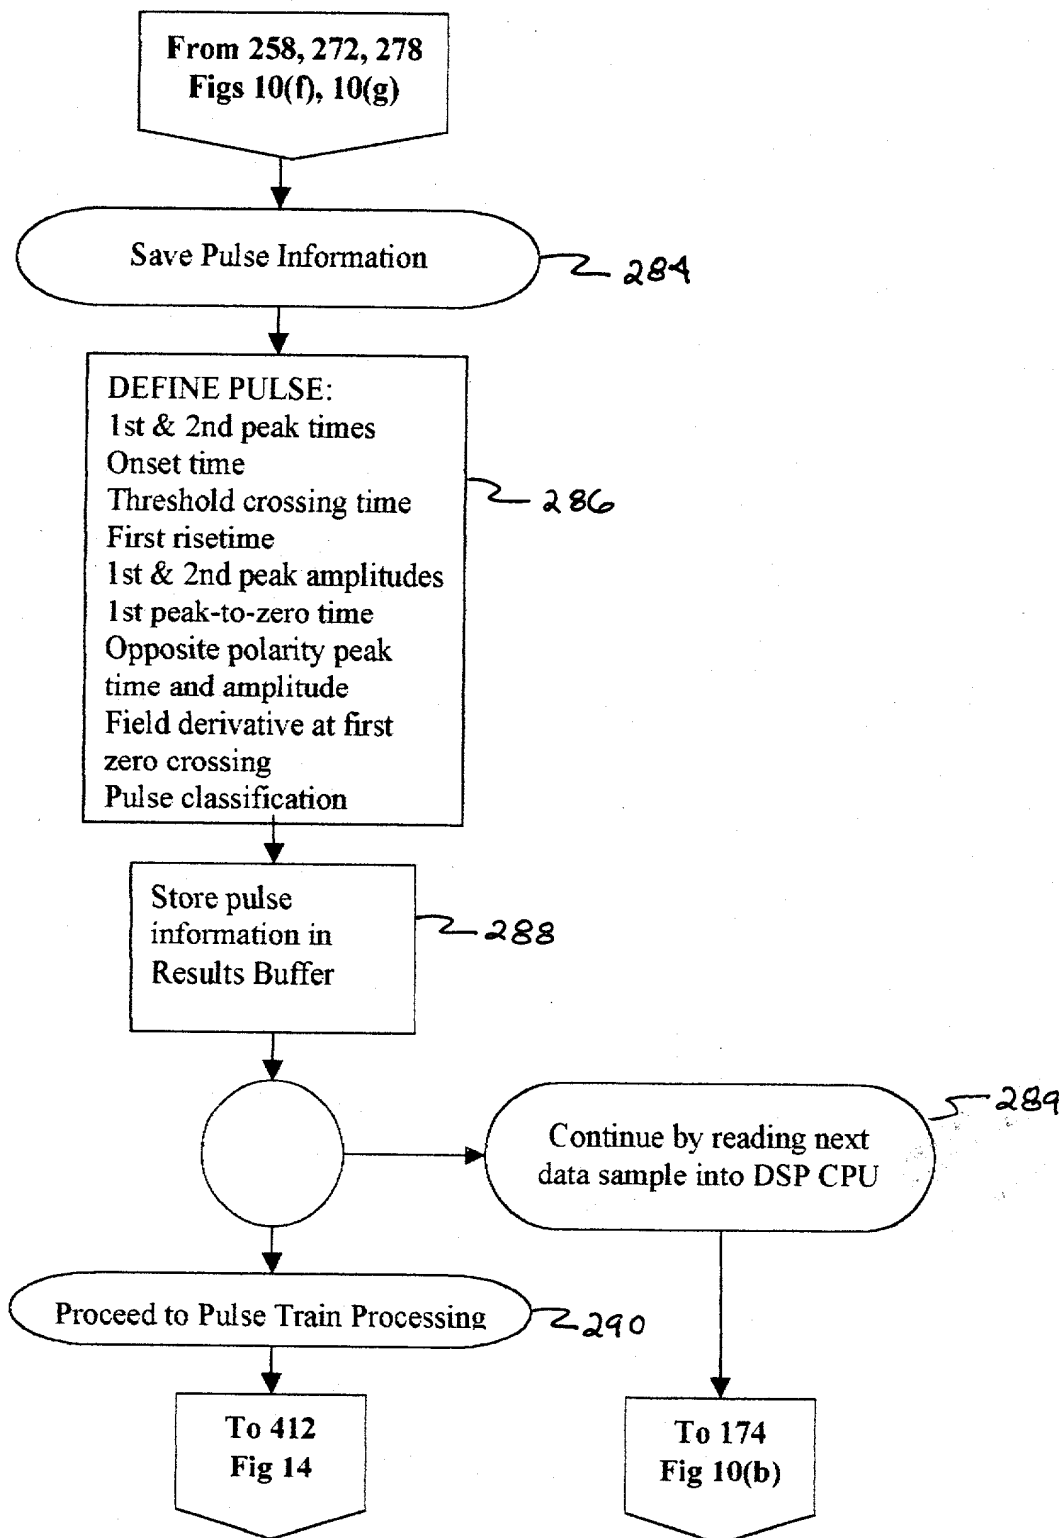 From 258, 272, 278
Figs 10(f), 10(g)
Save Pulse Information
284
DEFINE PULSE:
1st & 2nd peak times
Onset time
Threshold crossing time
First risetime
1st & 2nd peak amplitudes
1st peak-to-zero time
Opposite polarity peak
time and amplitude
Field derivative at first
zero crossing
Pulse classification
286
Store pulse
information in
Results Buffer
288
Continue by reading next
data sample into DSP CPU
289
Proceed to Pulse Train Processing
290
To 412
Fig 14
To 174
Fig 10(b)